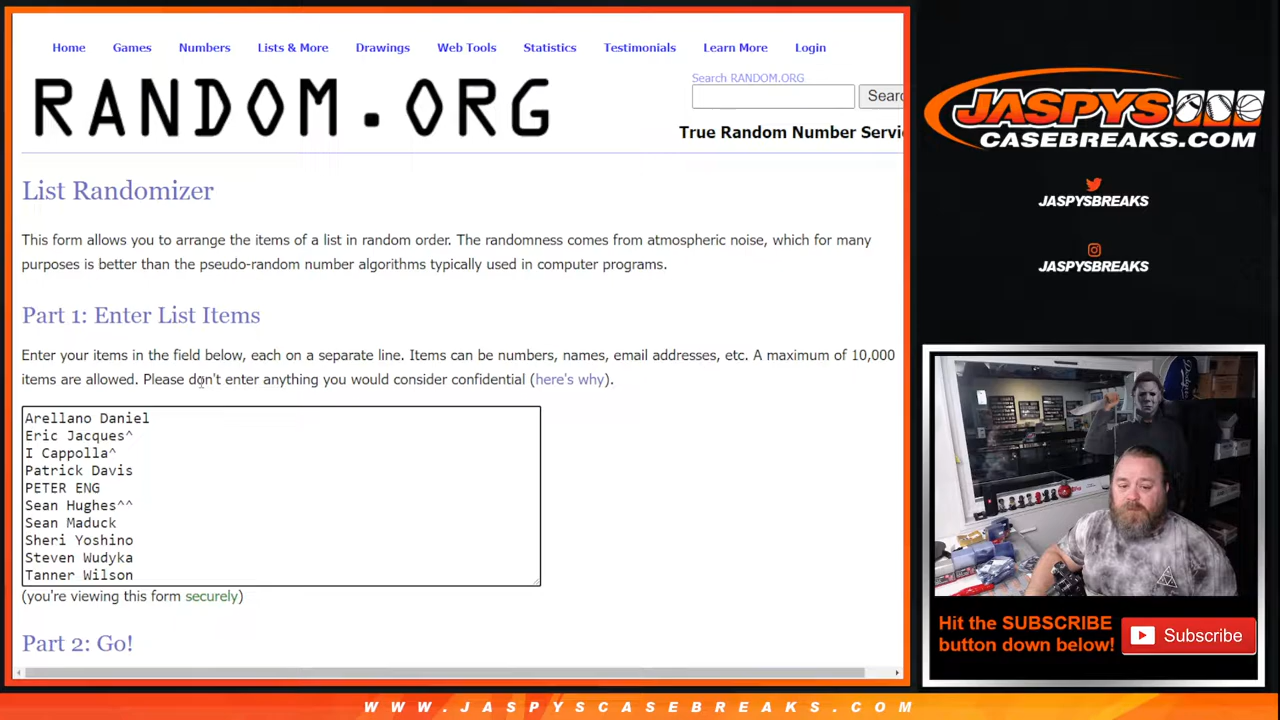 Home Games Numbers Lists & More Drawings Web Tools Statistics Testimonials Learn More Login
Search RANDOM.ORG
RANDOM.ORG
Searc
True Random Number Servi
List Randomizer
This form allows you to arrange the items of a list in random order. The randomness comes from atmospheric noise, which for many
purposes is better than the pseudo-random number algorithms typically used in computer programs.
Part 1: Enter List Items
Enter your items in the field below, each on a separate line. Items can be numbers, names, email addresses, etc. A maximum of 10,000
items are allowed. Please don't enter anything you would consider confidential (here's why).
Arellano Daniel
Eric Jacques^
I Cappolla^
Patrick Davis
PETER ENG
Sean Hughes^^
Sean Maduck
Sheri Yoshino
Steven Wudyka
Tanner Wilson
(you're viewing this form securely)
Part 2: Go!
JASPYS
CASEBREAKS.COM
JASPYSBREAKS
JASPYSBREAKS
Hit the SUBSCRIBE
button down below!
Subscribe
WWW.JASPYSCASEBREAKS.COM